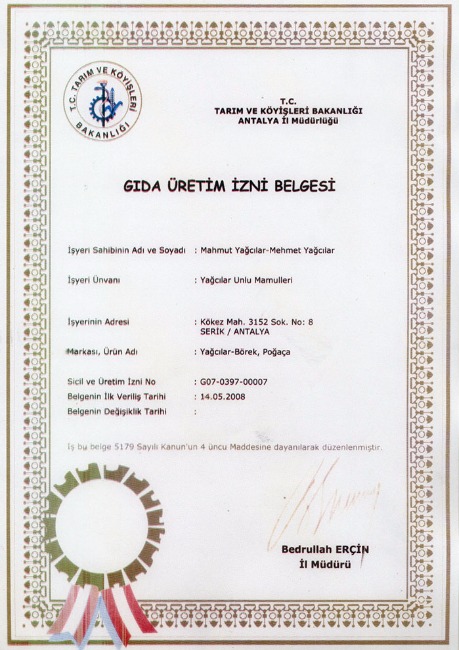 T.C. TARIM VE KÖYİŞLERİ
BAKANLIĞI
T.C.
TARIM VE KÖYİŞLERİ BAKANLIĞI
ANTALYA İl Müdürlüğü
GIDA ÜRETİM İZNİ BELGESİ
İşyeri Sahibinin Adı ve Soyadı : Mahmut Yağcılar-Mehmet Yağcılar
İşyeri Ünvanı : Yağcılar Unlu Mamulleri
İşyerinin Adresi : Kökez Mah. 3152 Sok. No: 8
SERİK / ANTALYA
Markası, Ürün Adı : Yağcılar-Börek, Poğaça
Sicil ve Üretim İzni No : G07-0397-00007
Belgenin İlk Veriliş Tarihi : 14.05.2008
Belgenin Değişiklik Tarihi :
İş bu belge 5179 Sayılı Kanun'un 4 üncü Maddesine dayanılarak düzenlenmiştir.
Bedrullah ERÇİN
İl Müdürü